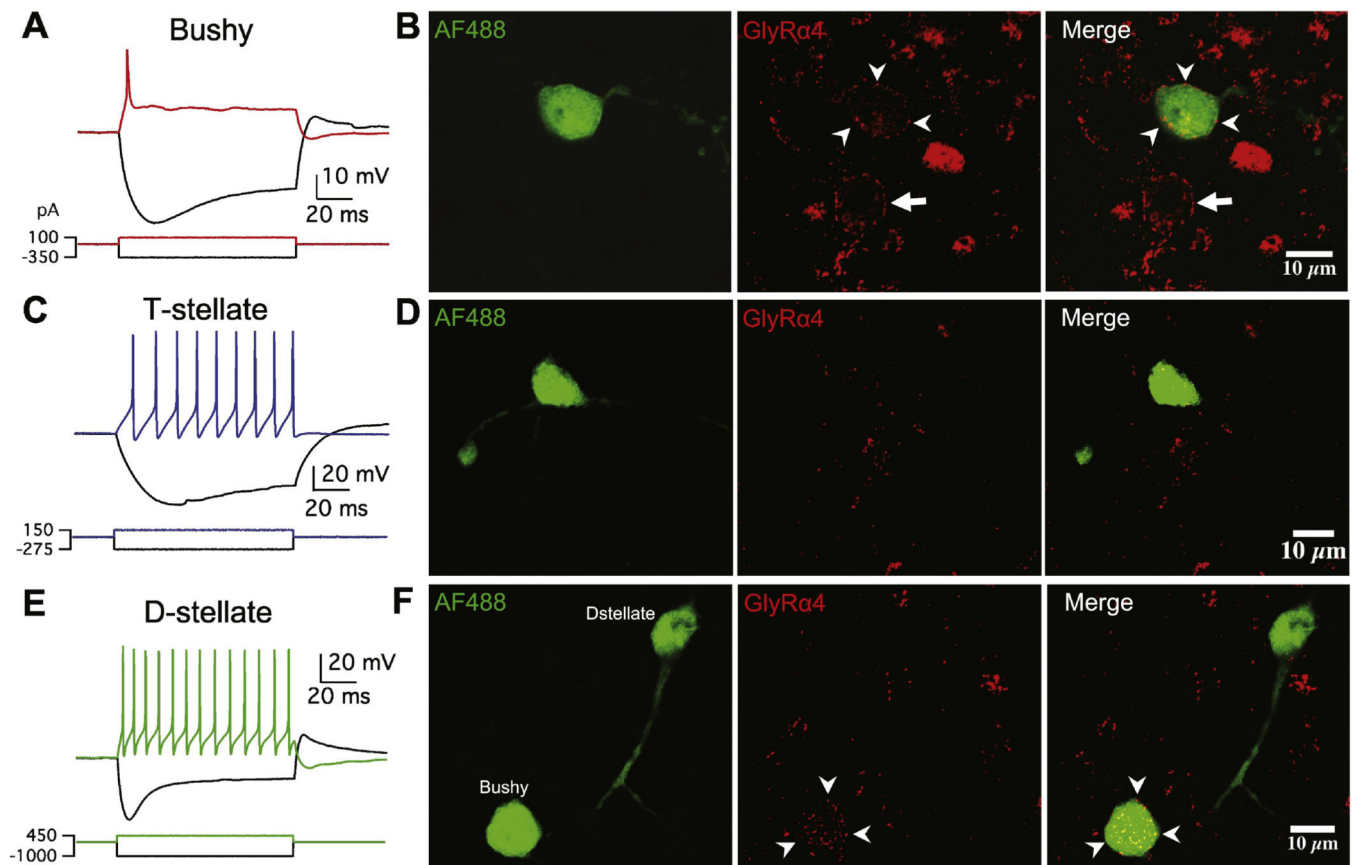 A
Bushy
10 mV
20 ms
pA
100
-350
B
AF488
GlyRα4
Merge
10 µm
C
T-stellate
20 mV
20 ms
150
-275
D
AF488
GlyRα4
Merge
10 µm
E
D-stellate
20 mV
20 ms
450
-1000
F
AF488
Dstellate
Bushy
GlyRα4
Merge
10 µm